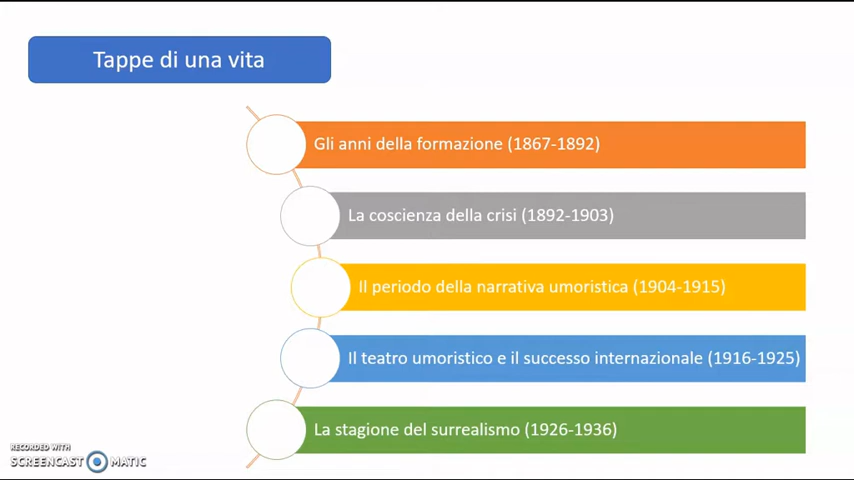 Tappe di una vita
Gli anni della formazione (1867-1892)
La coscienza della crisi (1892-1903)
Il periodo della narrativa umoristica (1904-1915)
Il teatro umoristico e il successo internazionale (1916-1925)
La stagione del surrealismo (1926-1936)
RECORDED WITH
SCREENCAST MATIC